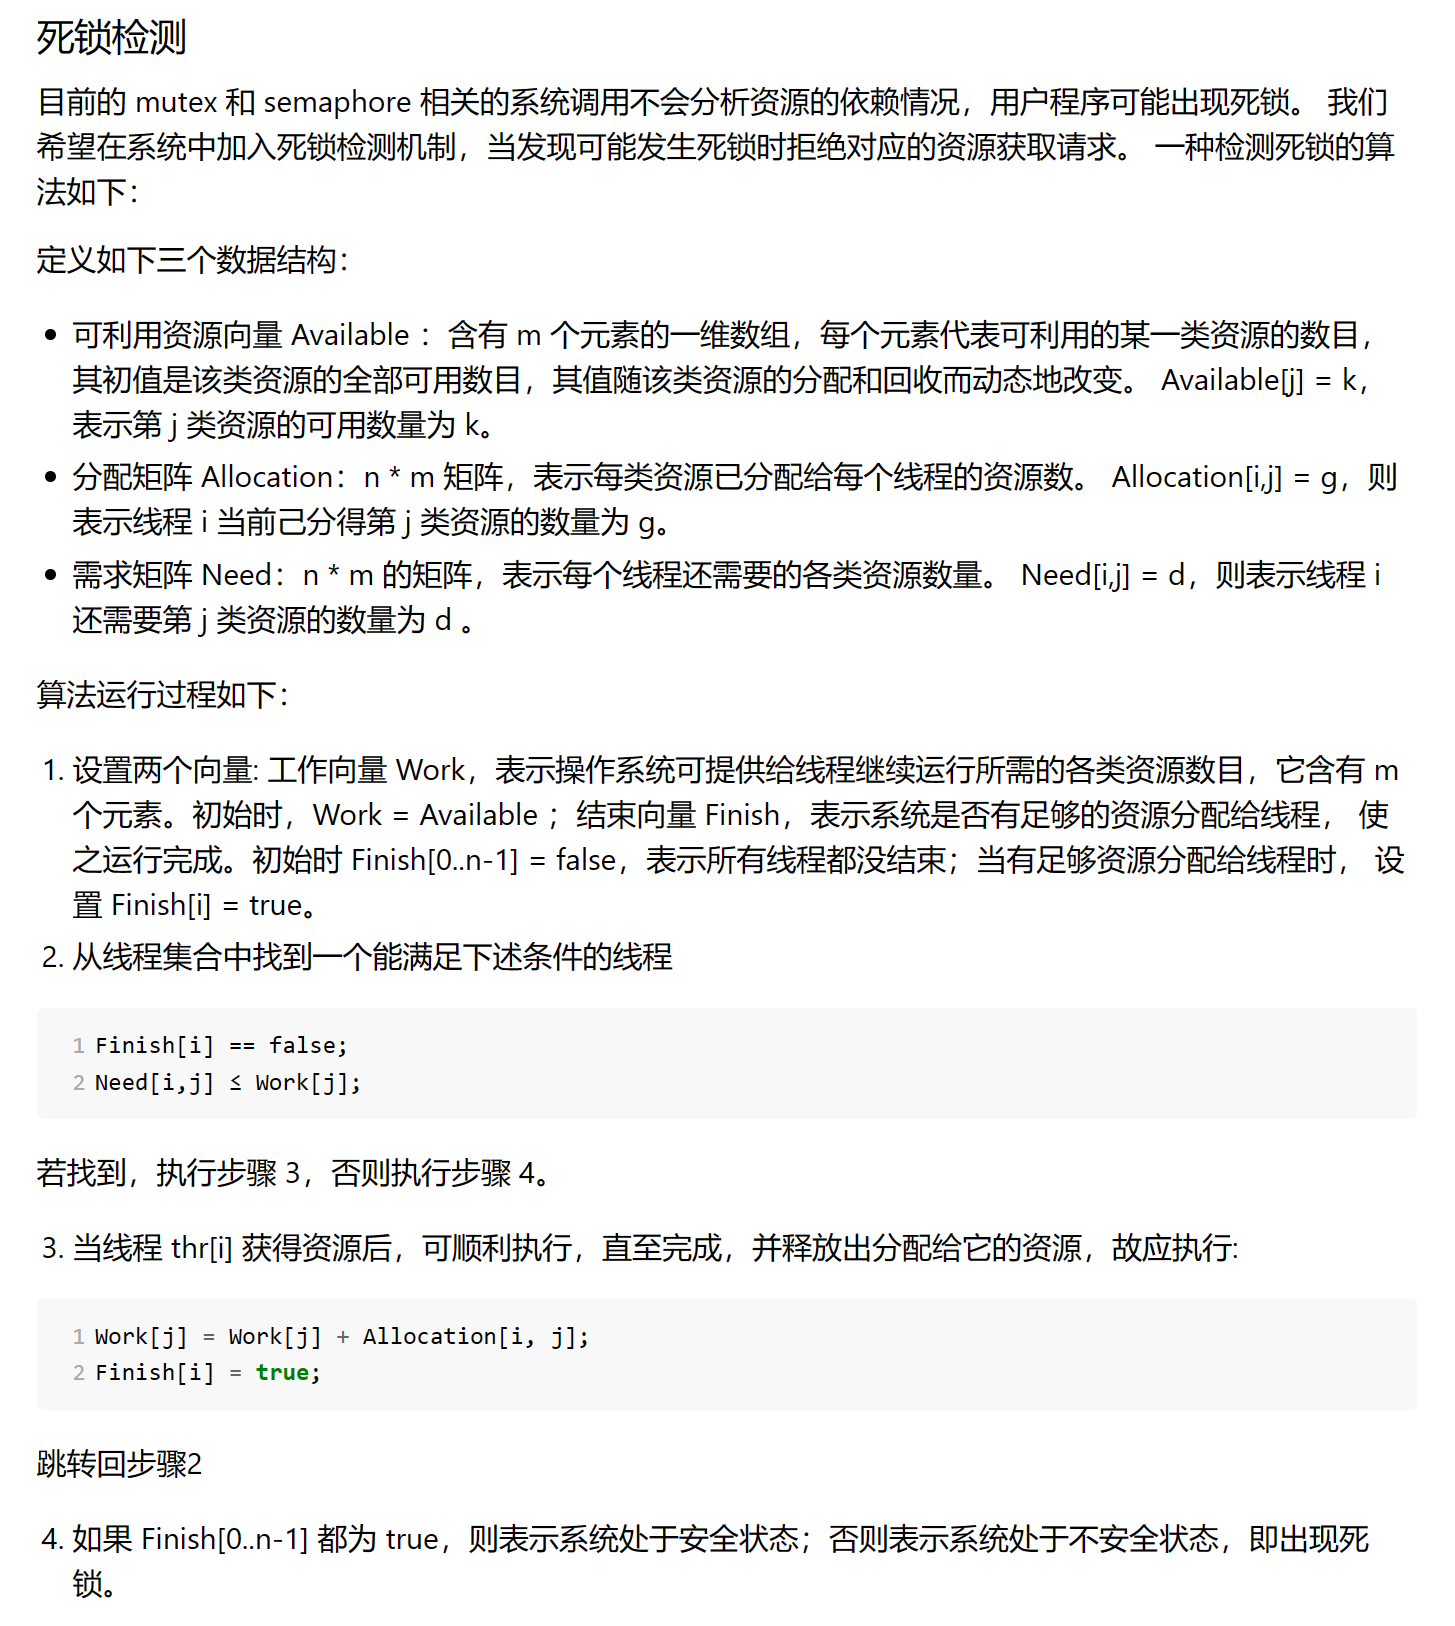 死锁检测
目前的 mutex 和 semaphore 相关的系统调用不会分析资源的依赖情况，用户程序可能出现死锁。 我们
希望在系统中加入死锁检测机制，当发现可能发生死锁时拒绝对应的资源获取请求。 一种检测死锁的算
法如下：
定义如下三个数据结构：
• 可利用资源向量 Available ：含有 m 个元素的一维数组，每个元素代表可利用的某一类资源的数目，
其初值是该类资源的全部可用数目，其值随该类资源的分配和回收而动态地改变。 Available[j] = k，
表示第 j 类资源的可用数量为 k。
• 分配矩阵 Allocation：n * m 矩阵，表示每类资源已分配给每个线程的资源数。 Allocation[i,j] = g，则
表示线程 i 当前己分得第 j 类资源的数量为 g。
• 需求矩阵 Need：n * m 的矩阵，表示每个线程还需要的各类资源数量。 Need[i,j] = d，则表示线程 i
还需要第 j 类资源的数量为 d 。
算法运行过程如下：
1. 设置两个向量: 工作向量 Work，表示操作系统可提供给线程继续运行所需的各类资源数目，它含有 m
个元素。初始时，Work = Available ；结束向量 Finish，表示系统是否有足够的资源分配给线程， 使
之运行完成。初始时 Finish[0..n-1] = false，表示所有线程都没结束；当有足够资源分配给线程时， 设
置 Finish[i] = true。
2. 从线程集合中找到一个能满足下述条件的线程
1 Finish[i] == false;
2 Need[i,j] ≤ Work[j];
若找到，执行步骤 3，否则执行步骤 4。
3. 当线程 thr[i] 获得资源后，可顺利执行，直至完成，并释放出分配给它的资源，故应执行:
1 Work[j] = Work[j] + Allocation[i, j];
2 Finish[i] = true;
跳转回步骤2
4. 如果 Finish[0..n-1] 都为 true，则表示系统处于安全状态；否则表示系统处于不安全状态，即出现死
锁。